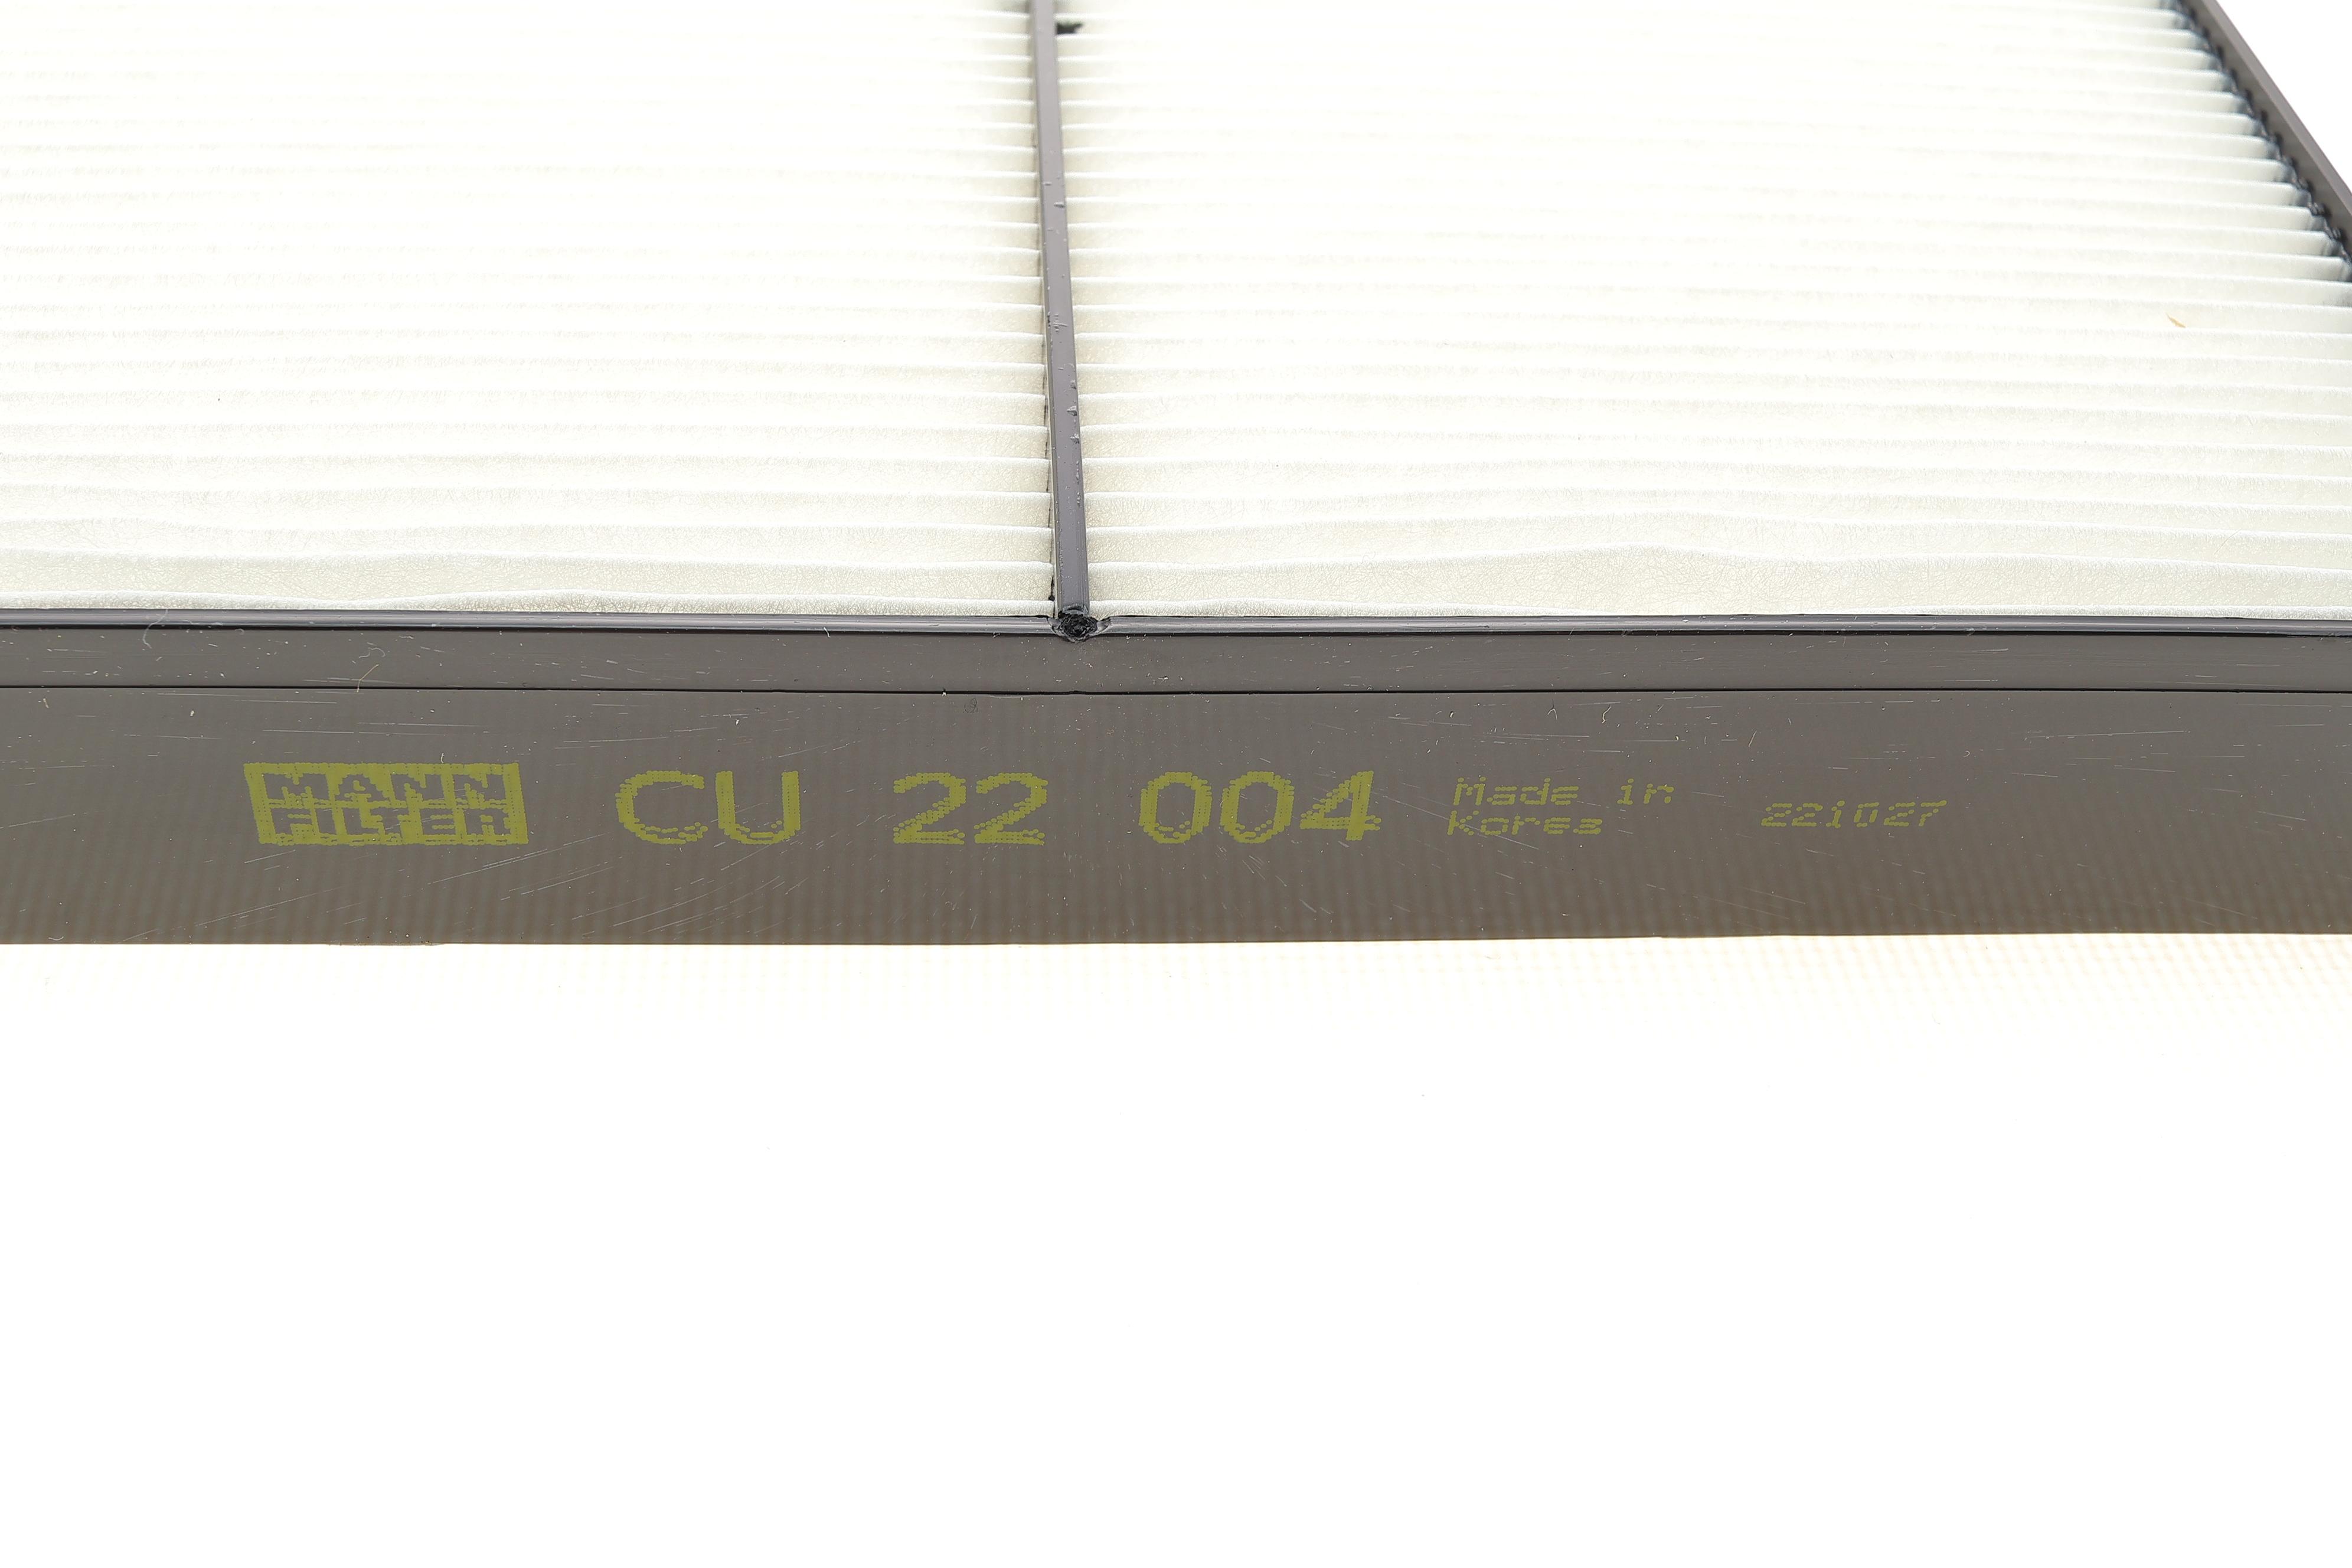 MANN
FILTER
CU 22 004
Made in
Korea
221027